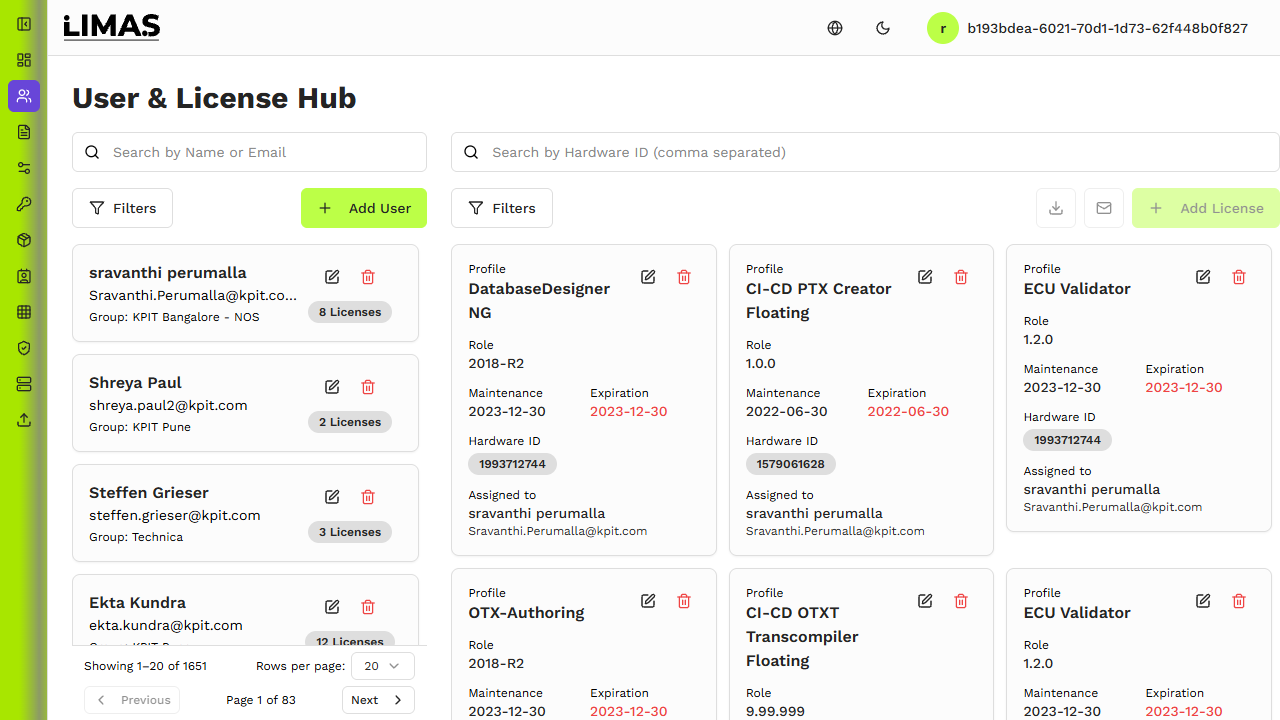 LIMAS
r
b193bdea-6021-70d1-1d73-62f448b0f827
User & License Hub
Search by Name or Email
Search by Hardware ID (comma separated)
Filters
Add User
Filters
Add License
sravanthi perumalla
Sravanthi.Perumalla@kpit.co...
Group: KPIT Bangalore - NOS
8 Licenses
Shreya Paul
shreya.paul2@kpit.com
Group: KPIT Pune
2 Licenses
Steffen Grieser
steffen.grieser@kpit.com
Group: Technica
3 Licenses
Ekta Kundra
ekta.kundra@kpit.com
12 Licenses
Showing 1–20 of 1651
Rows per page:
20
Previous
Page 1 of 83
Next
Profile
DatabaseDesigner
NG
Role
2018-R2
Maintenance
Expiration
2023-12-30
2023-12-30
Hardware ID
1993712744
Assigned to
sravanthi perumalla
Sravanthi.Perumalla@kpit.com
Profile
CI-CD PTX Creator
Floating
Role
1.0.0
Maintenance
Expiration
2022-06-30
2022-06-30
Hardware ID
1579061628
Assigned to
sravanthi perumalla
Sravanthi.Perumalla@kpit.com
Profile
ECU Validator
Role
1.2.0
Maintenance
Expiration
2023-12-30
2023-12-30
Hardware ID
1993712744
Assigned to
sravanthi perumalla
Sravanthi.Perumalla@kpit.com
Profile
OTX-Authoring
Role
2018-R2
Maintenance
Expiration
2023-12-30
2023-12-30
Profile
CI-CD OTXT
Transcompiler
Floating
Role
9.99.999
Profile
ECU Validator
Role
1.2.0
Maintenance
Expiration
2023-12-30
2023-12-30